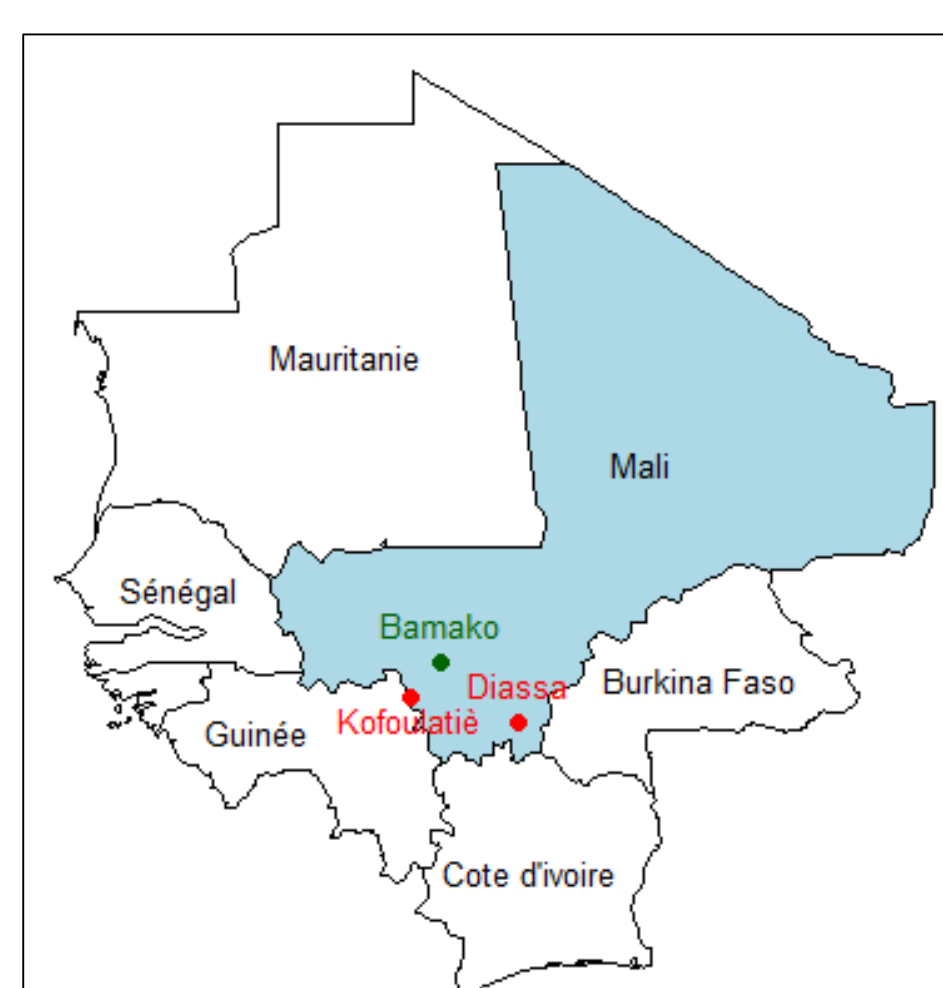 Mauritanie
Mali
Sénégal
Bamako
Diassa
Burkina Faso
Kofoulatiè
Guinée
Cote d'ivoire